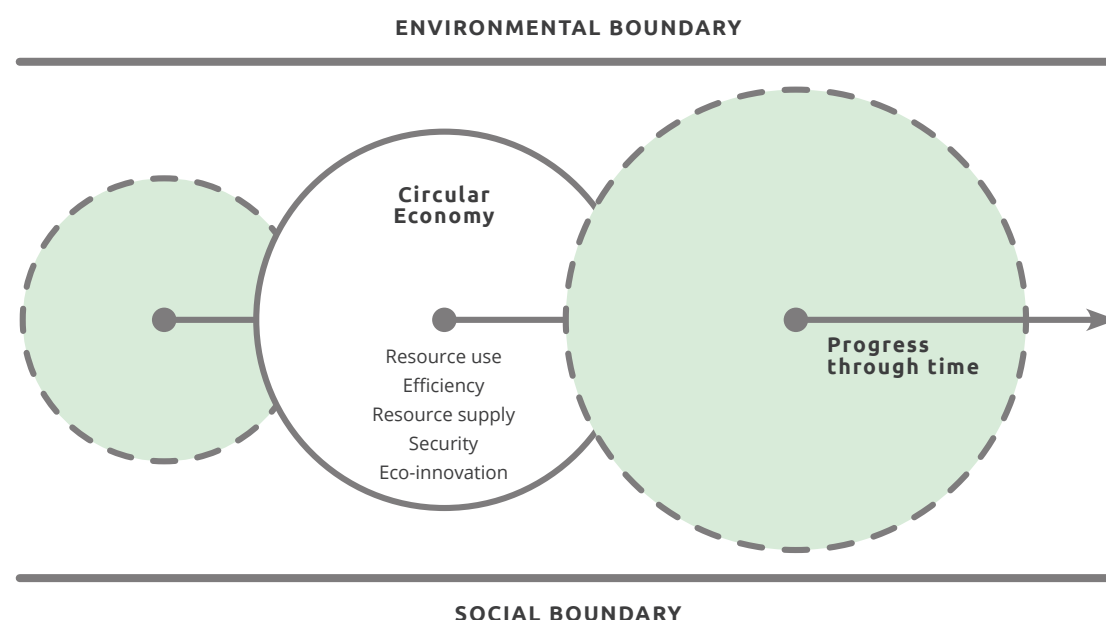 ENVIRONMENTAL BOUNDARY
Circular
Economy
Resource use
Efficiency
Resource supply
Security
Eco-innovation
Progress
through time
SOCIAL BOUNDARY